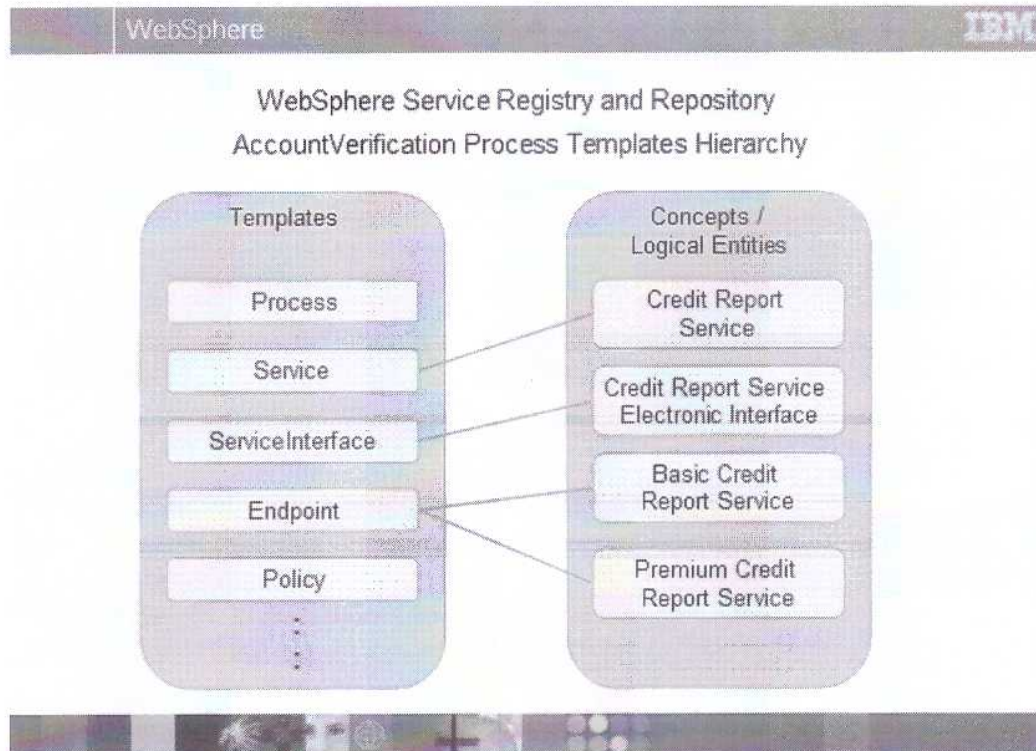 WebSphere
IBM
WebSphere Service Registry and Repository
AccountVerification Process Templates Hierarchy
Templates
Process
Service
ServiceInterface
Endpoint
Policy
Concepts /
Logical Entities
Credit Report
Service
Credit Report Service
Electronic Interface
Basic Credit
Report Service
Premium Credit
Report Service